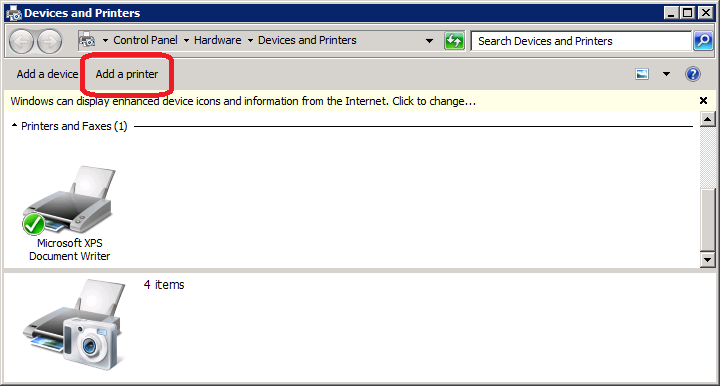 Devices and Printers
Control Panel Hardware Devices and Printers
Search Devices and Printers
Add a device
Add a printer
Windows can display enhanced device icons and information from the Internet. Click to change...
Printers and Faxes (1)
Microsoft XPS
Document Writer
4 items